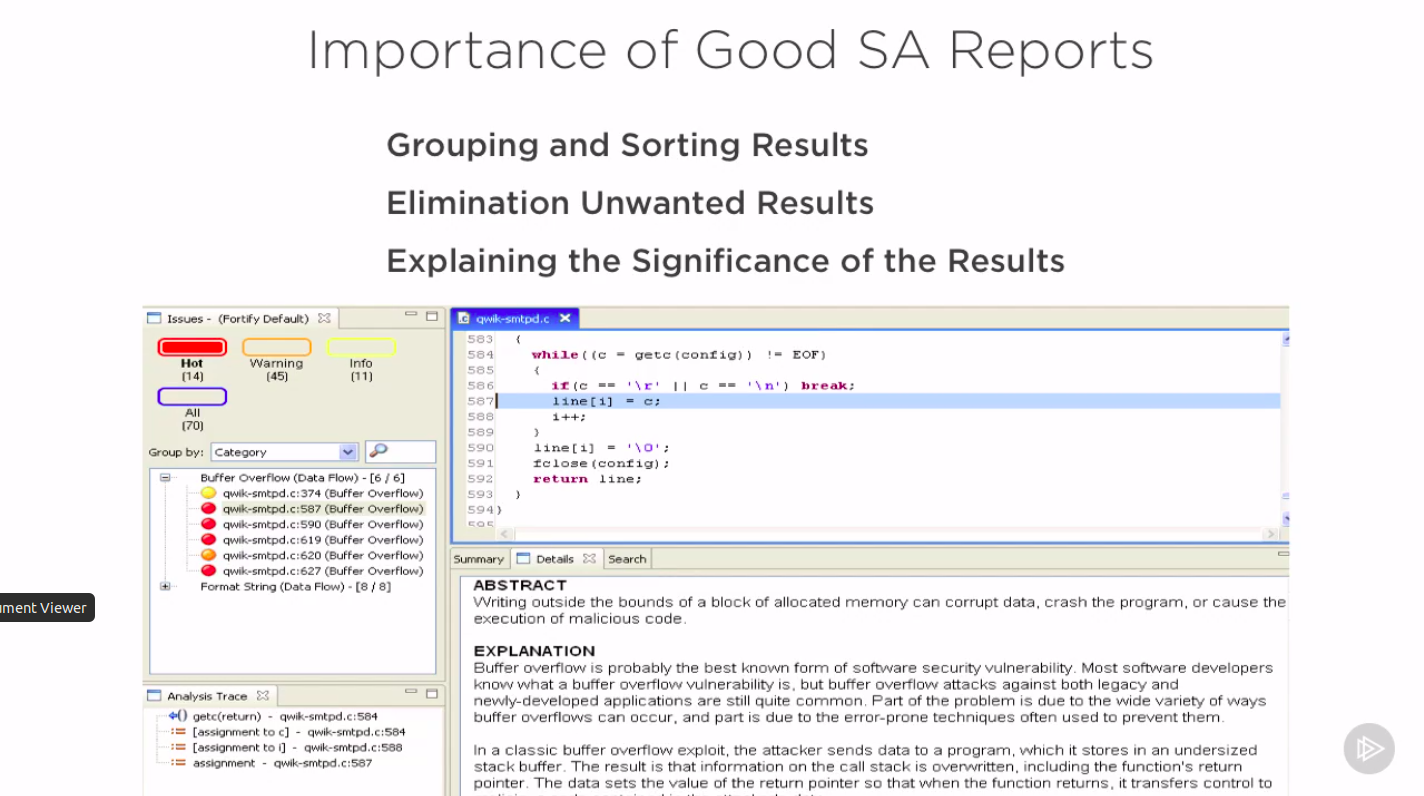 Importance of Good SA Reports
Grouping and Sorting Results
Elimination Unwanted Results
Explaining the Significance of the Results
Issues - (Fortify Default)
Hot
(14)
Warning
(45)
Info
(11)
All
(70)
Group by: Category
Buffer Overflow (Data Flow) - [6 / 6]
qwik-smtpd.c:374 (Buffer Overflow)
qwik-smtpd.c:587 (Buffer Overflow)
qwik-smtpd.c:590 (Buffer Overflow)
qwik-smtpd.c:619 (Buffer Overflow)
qwik-smtpd.c:620 (Buffer Overflow)
qwik-smtpd.c:627 (Buffer Overflow)
Format String (Data Flow) - [8 / 8]
Analysis Trace
getc(return) - qwik-smtpd.c:584
[assignment to c] - qwik-smtpd.c:584
[assignment to i] - qwik-smtpd.c:588
assignment - qwik-smtpd.c:587
qwik-smtpd.c
583 {
584 while((c = getc(config)) != EOF)
585 {
586 if(c == '\r' || c == '\n') break;
587 line[i] = c;
588 i++;
589 }
590 line[i] = '\0';
591 fclose(config);
592 return line;
593 }
594 }
595
Summary Details Search
ABSTRACT
Writing outside the bounds of a block of allocated memory can corrupt data, crash the program, or cause the
execution of malicious code.
EXPLANATION
Buffer overflow is probably the best known form of software security vulnerability. Most software developers
know what a buffer overflow vulnerability is, but buffer overflow attacks against both legacy and
newly-developed applications are still quite common. Part of the problem is due to the wide variety of ways
buffer overflows can occur, and part is due to the error-prone techniques often used to prevent them.
In a classic buffer overflow exploit, the attacker sends data to a program, which it stores in an undersized
stack buffer. The result is that information on the call stack is overwritten, including the function's return
pointer. The data sets the value of the return pointer so that when the function returns, it transfers control to
ument Viewer